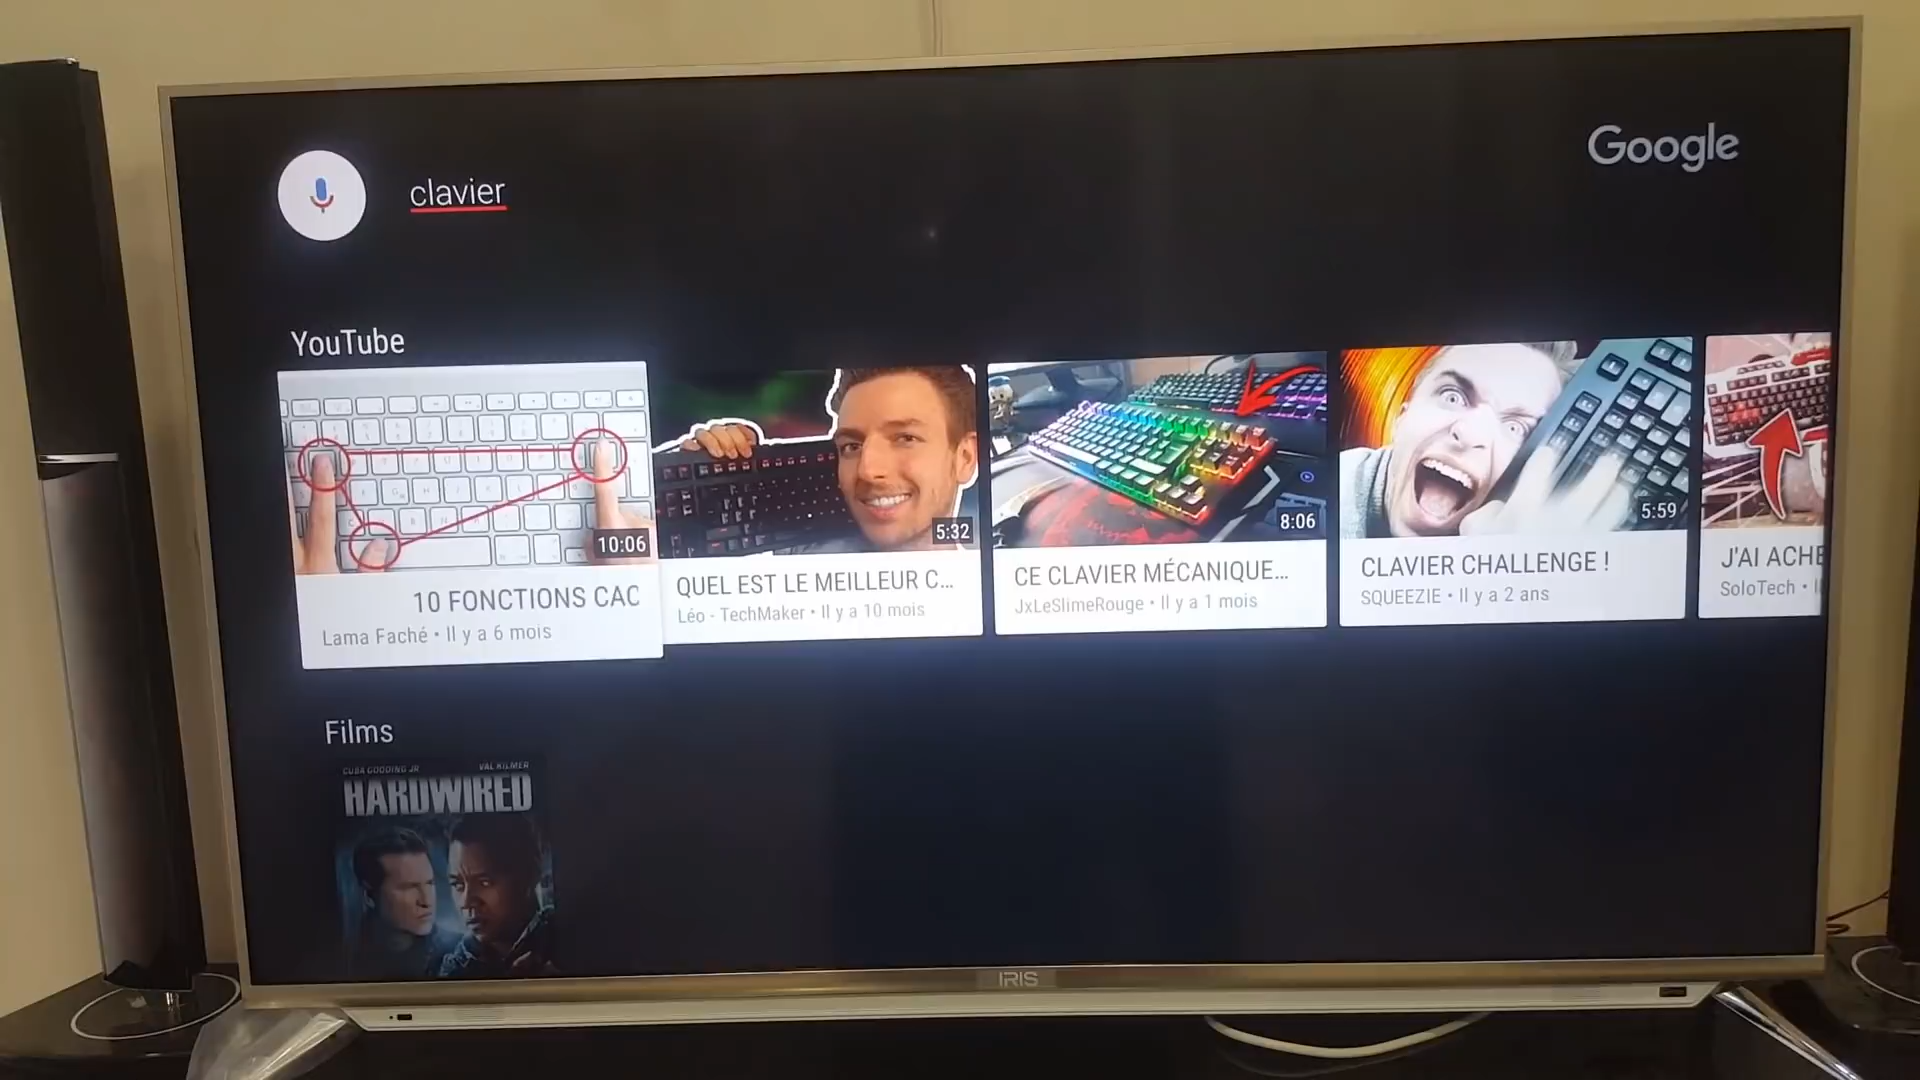 Google
clavier
YouTube
10:06
5:32
8:06
5:59
10 FONCTIONS CAC
Lama Faché • Il y a 6 mois
QUEL EST LE MEILLEUR C...
Léo - TechMaker • Il y a 10 mois
CE CLAVIER MÉCANIQUE...
JxLeSlimeRouge • Il y a 1 mois
CLAVIER CHALLENGE !
SQUEEZIE • Il y a 2 ans
J'AI ACHE
SoloTech • Il
Films
CUBA GOODING JR VAL KILMER
HARDWIRED
IRIS